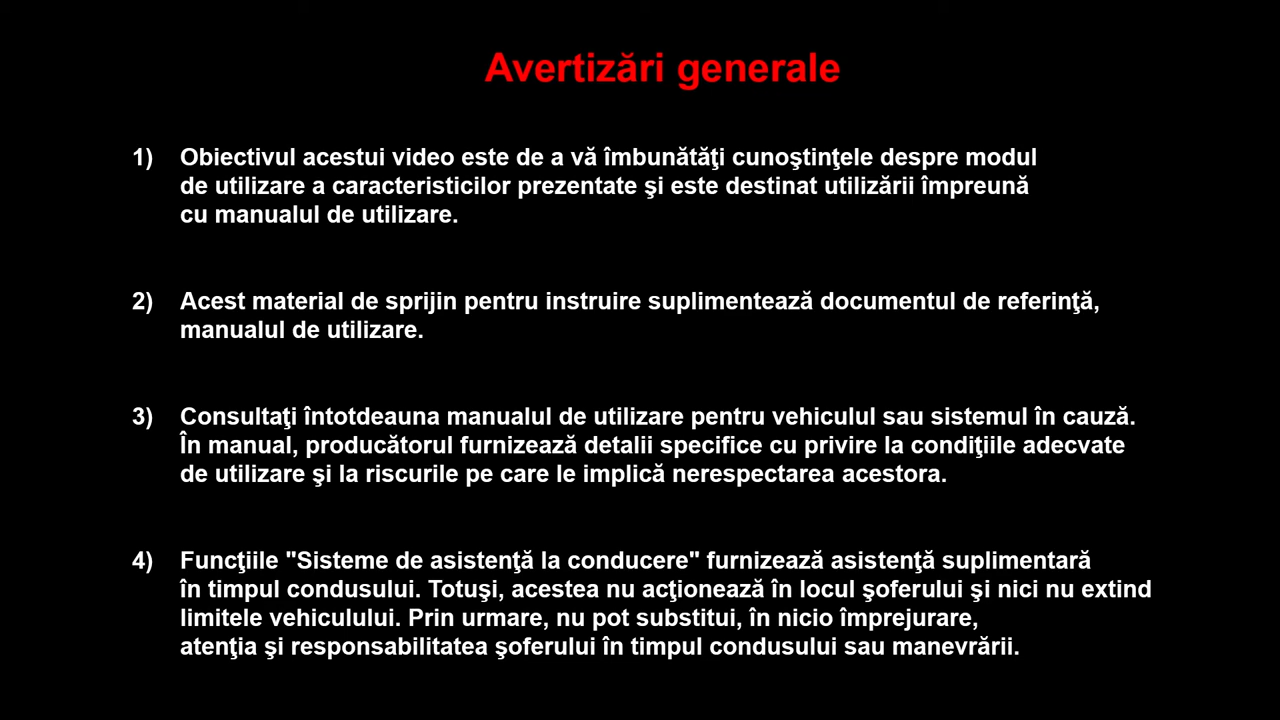 Avertizări generale
1) Obiectivul acestui video este de a vă îmbunătăţi cunoştinţele despre modul
de utilizare a caracteristicilor prezentate şi este destinat utilizării împreună
cu manualul de utilizare.
2) Acest material de sprijin pentru instruire suplimentează documentul de referinţă,
manualul de utilizare.
3) Consultaţi întotdeauna manualul de utilizare pentru vehiculul sau sistemul în cauză.
În manual, producătorul furnizează detalii specifice cu privire la condiţiile adecvate
de utilizare şi la riscurile pe care le implică nerespectarea acestora.
4) Funcţiile "Sisteme de asistenţă la conducere" furnizează asistenţă suplimentară
în timpul condusului. Totuşi, acestea nu acţionează în locul şoferului şi nici nu extind
limitele vehiculului. Prin urmare, nu pot substitui, în nicio împrejurare,
atenţia şi responsabilitatea şoferului în timpul condusului sau manevrării.